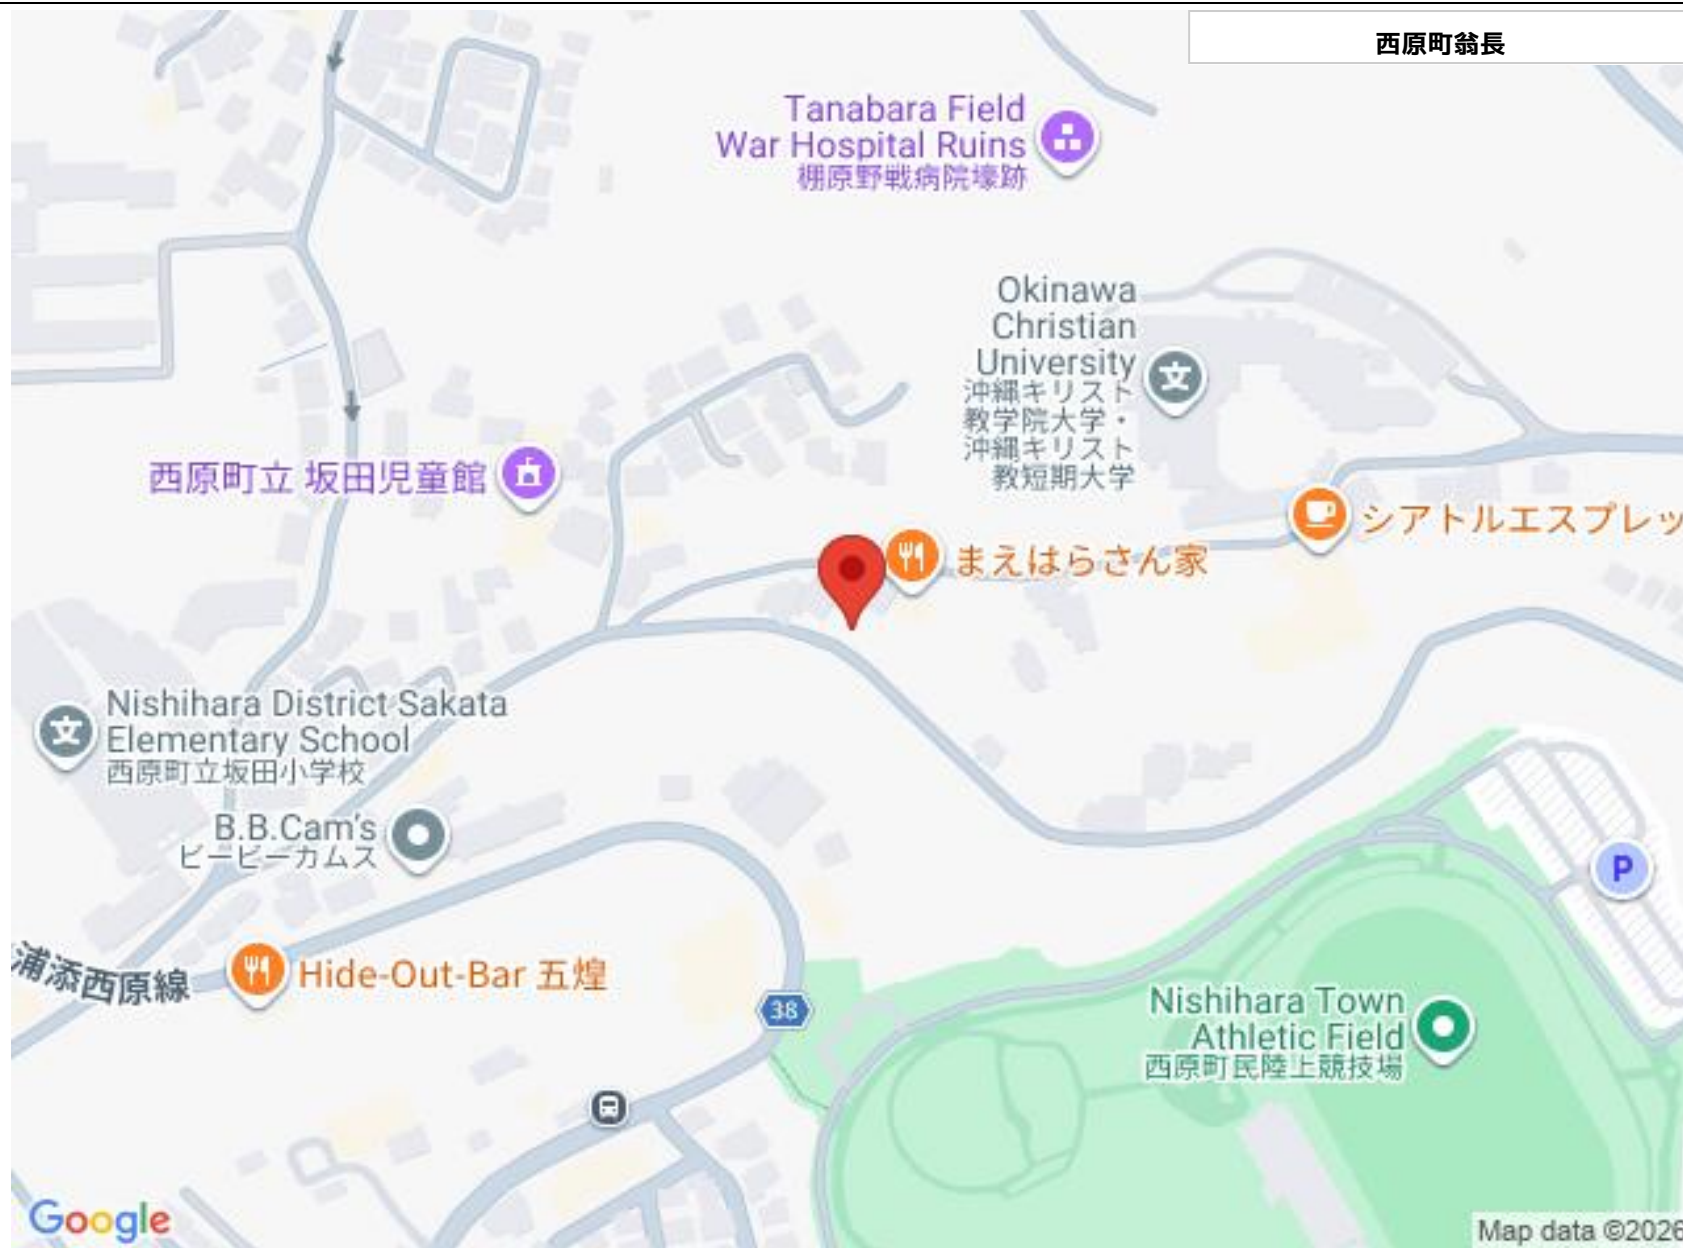 西原町翁長
Tanabara Field
War Hospital Ruins
棚原野戦病院壕跡
Okinawa
Christian
University
沖縄キリスト
教学院大学・
沖縄キリスト
教短期大学
西原町立 坂田児童館
シアトルエスプレッ
まえはらさん家
Nishihara District Sakata
Elementary School
西原町立坂田小学校
B.B.Cam's
ビービーカムス
P
浦添西原線
Hide-Out-Bar 五煌
38
Nishihara Town
Athletic Field
西原町民陸上競技場
Google
Map data ©2026